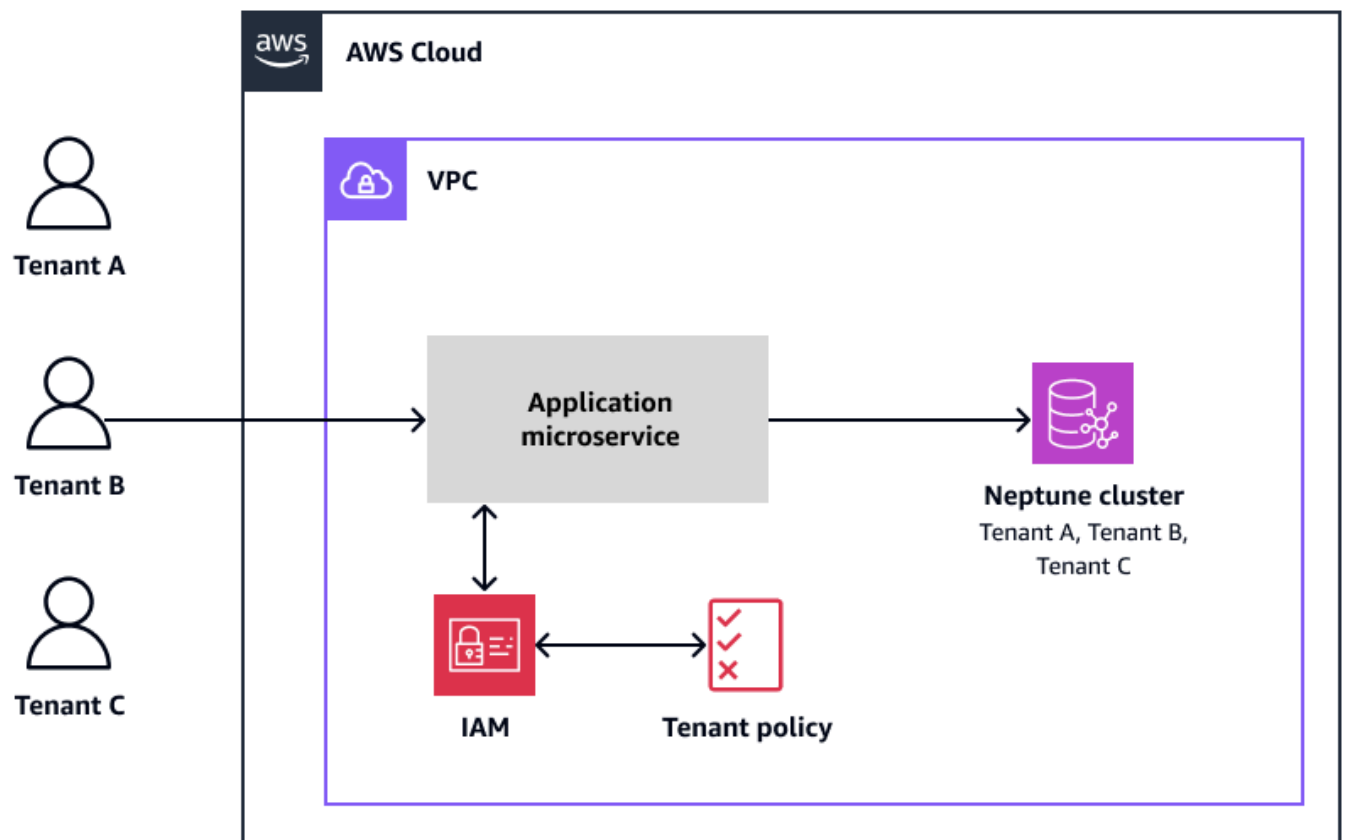 aws
AWS Cloud
VPC
Tenant A
Application
microservice
Tenant B
Neptune cluster
Tenant A, Tenant B,
Tenant C
Tenant C
IAM
Tenant policy